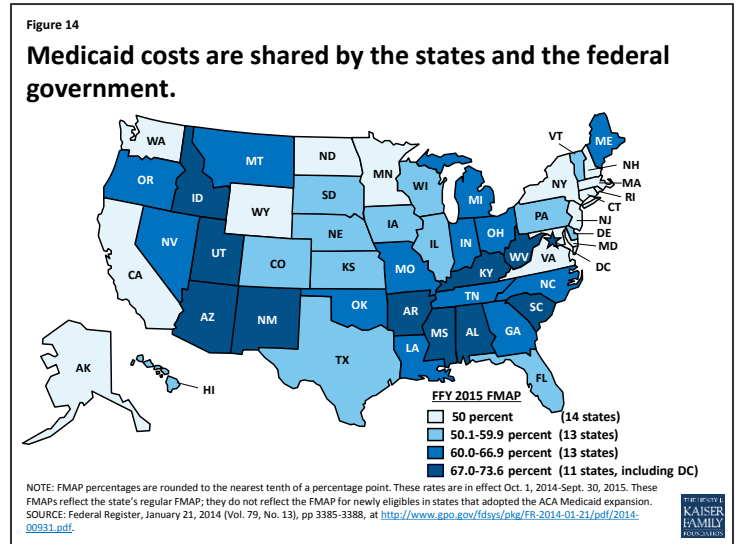 Figure 14
Medicaid costs are shared by the states and the federal
government.
WA
OR
CA
NV
ID
MT
WY
UT
AZ
NM
CO
ND
SD
NE
KS
OK
TX
MN
IA
MO
AR
LA
WI
IL
MI
IN
OH
KY
TN
MS
AL
GA
FL
SC
NC
VA
WV
PA
NY
VT
ME
NH
MA
RI
CT
NJ
DE
MD
DC
AK
HI
FFY 2015 FMAP
50 percent (14 states)
50.1-59.9 percent (13 states)
60.0-66.9 percent (13 states)
67.0-73.6 percent (11 states, including DC)
NOTE: FMAP percentages are rounded to the nearest tenth of a percentage point. These rates are in effect Oct. 1, 2014-Sept. 30, 2015. These
FMAPs reflect the state's regular FMAP; they do not reflect the FMAP for newly eligibles in states that adopted the ACA Medicaid expansion.
SOURCE: Federal Register, January 21, 2014 (Vol. 79, No. 13), pp 3385-3388, at http://www.gpo.gov/fdsys/pkg/FR-2014-01-21/pdf/2014-
00931.pdf.
THE HENRY J.
KAISER
FAMILY
FOUNDATION